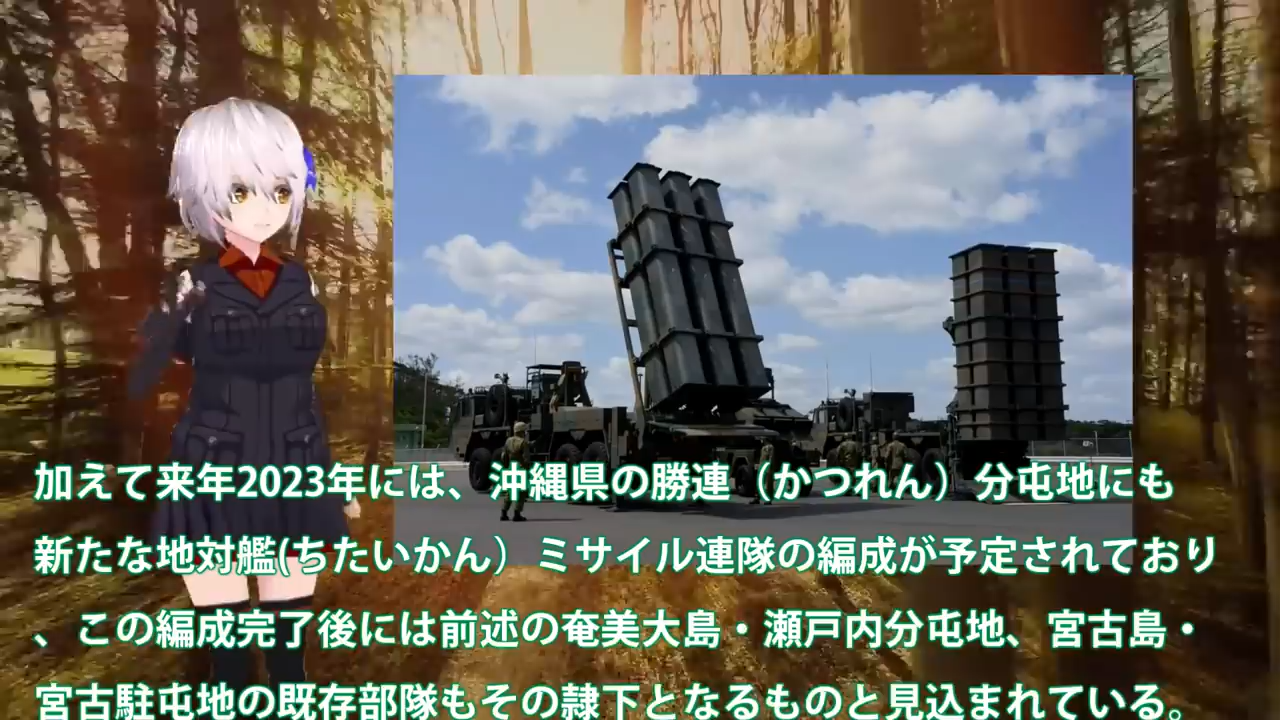 加えて来年2023年には、沖縄県の勝連（かつれん）分屯地にも
新たな地対艦(ちたいかん）ミサイル連隊の編成が予定されており
、この編成完了後には前述の奄美大島・瀬戸内分屯地、宮古島・
宮古駐屯地の既存部隊もその隷下となるものと見込まれている。